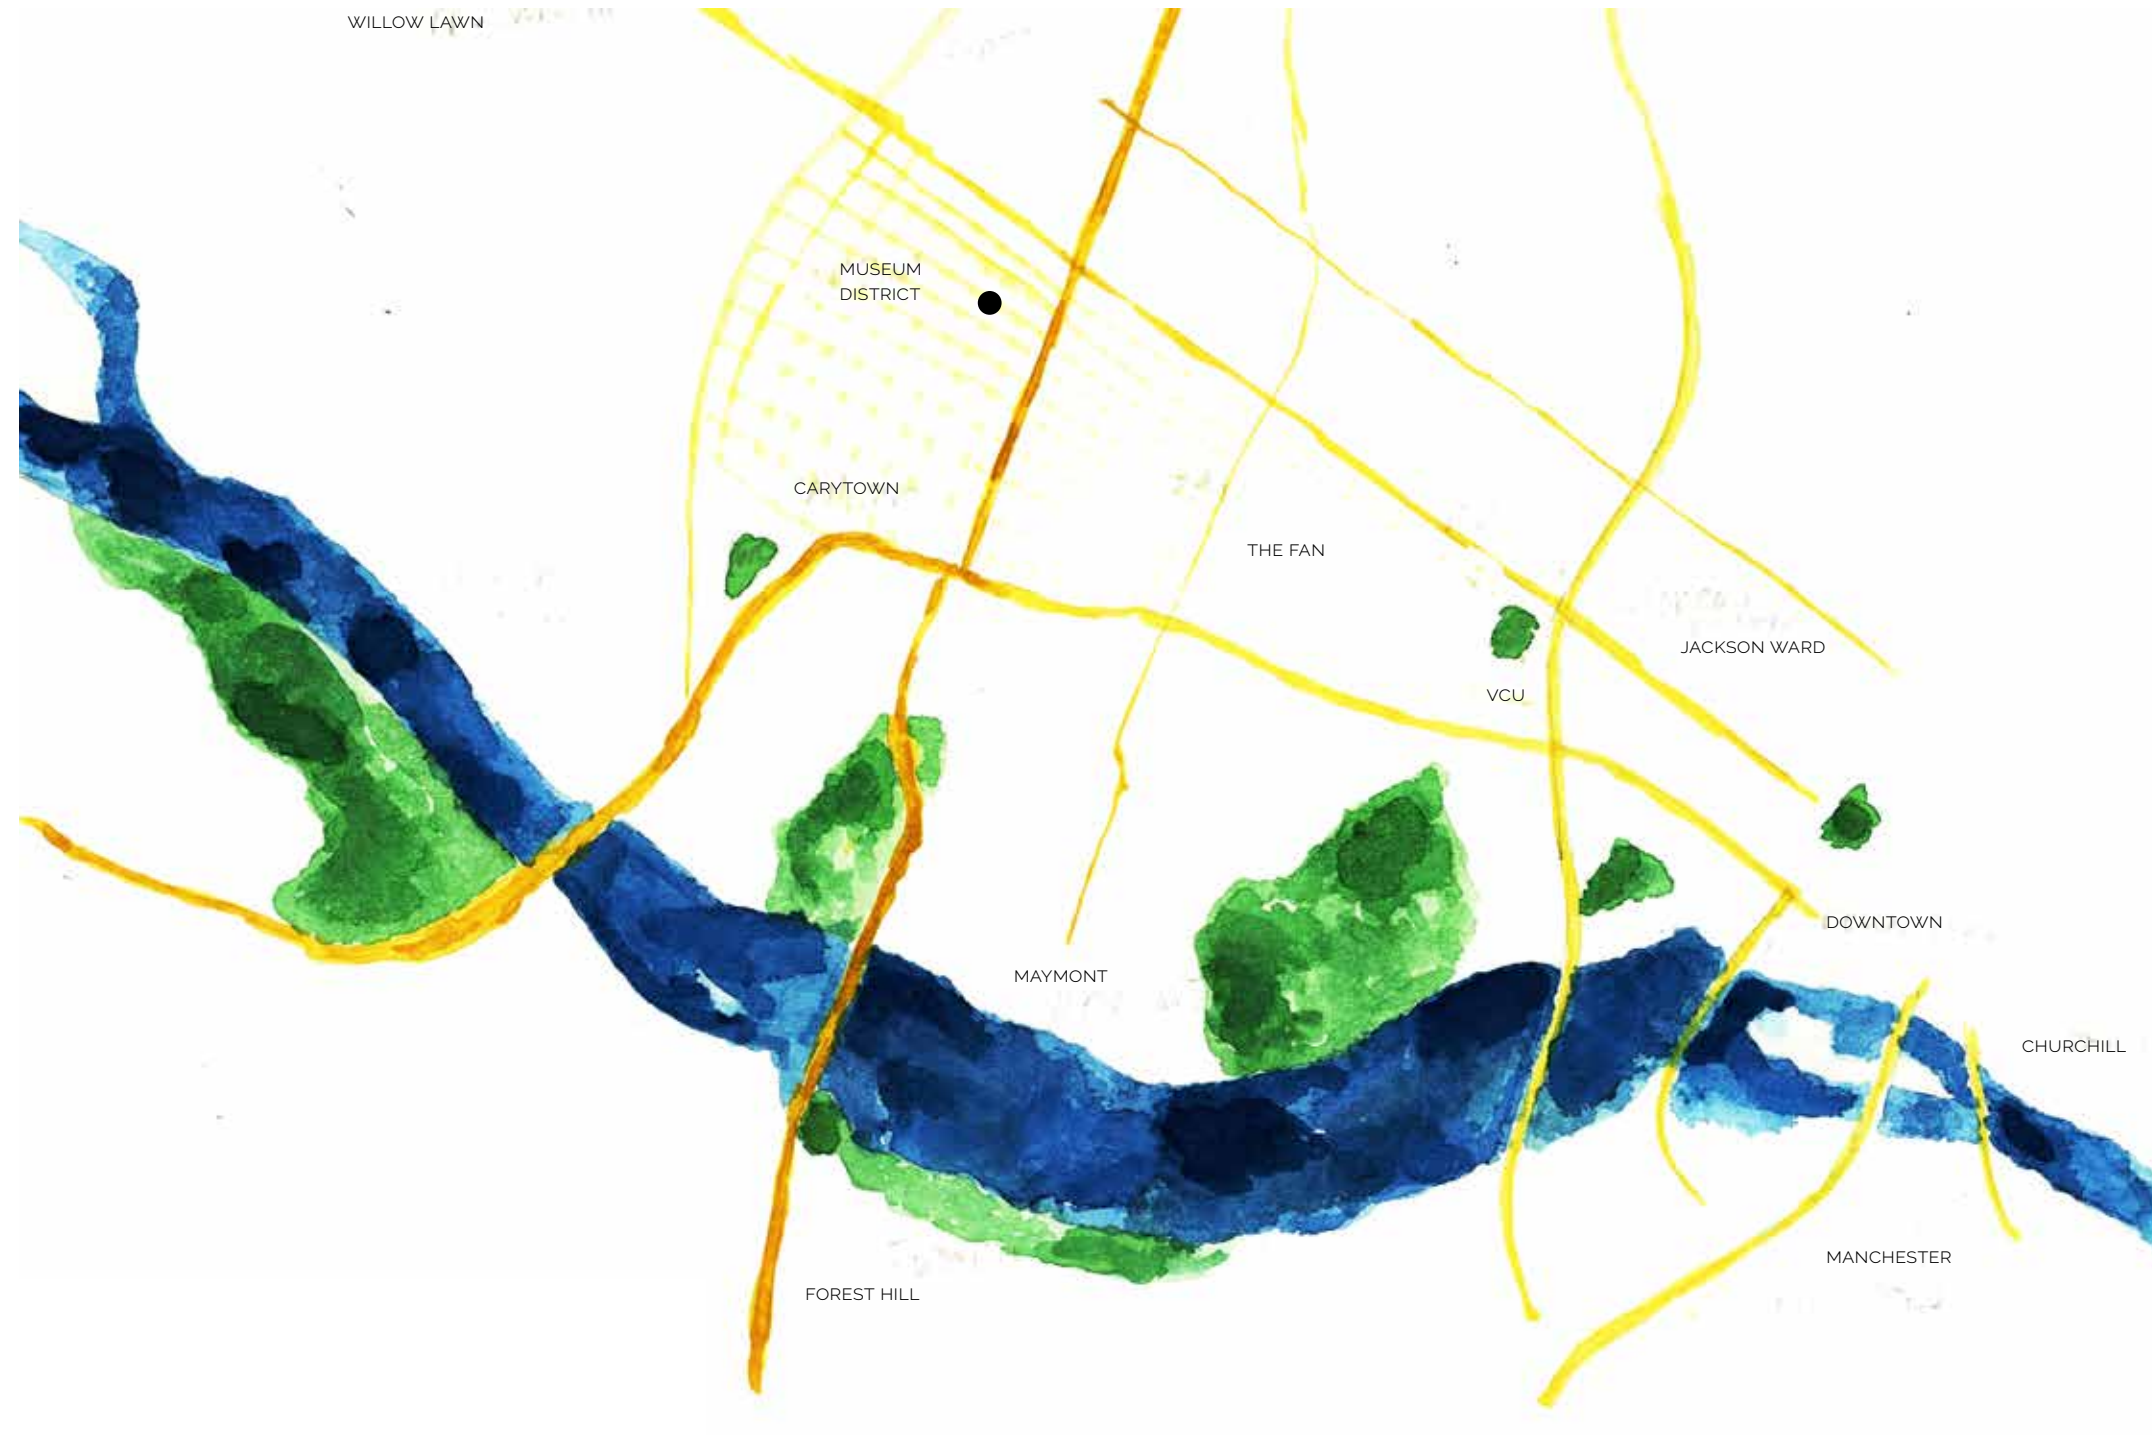 WILLOW LAWN
MUSEUM
DISTRICT
CARYTOWN
THE FAN
JACKSON WARD
VCU
DOWNTOWN
MAYMONT
CHURCHILL
MANCHESTER
FOREST HILL